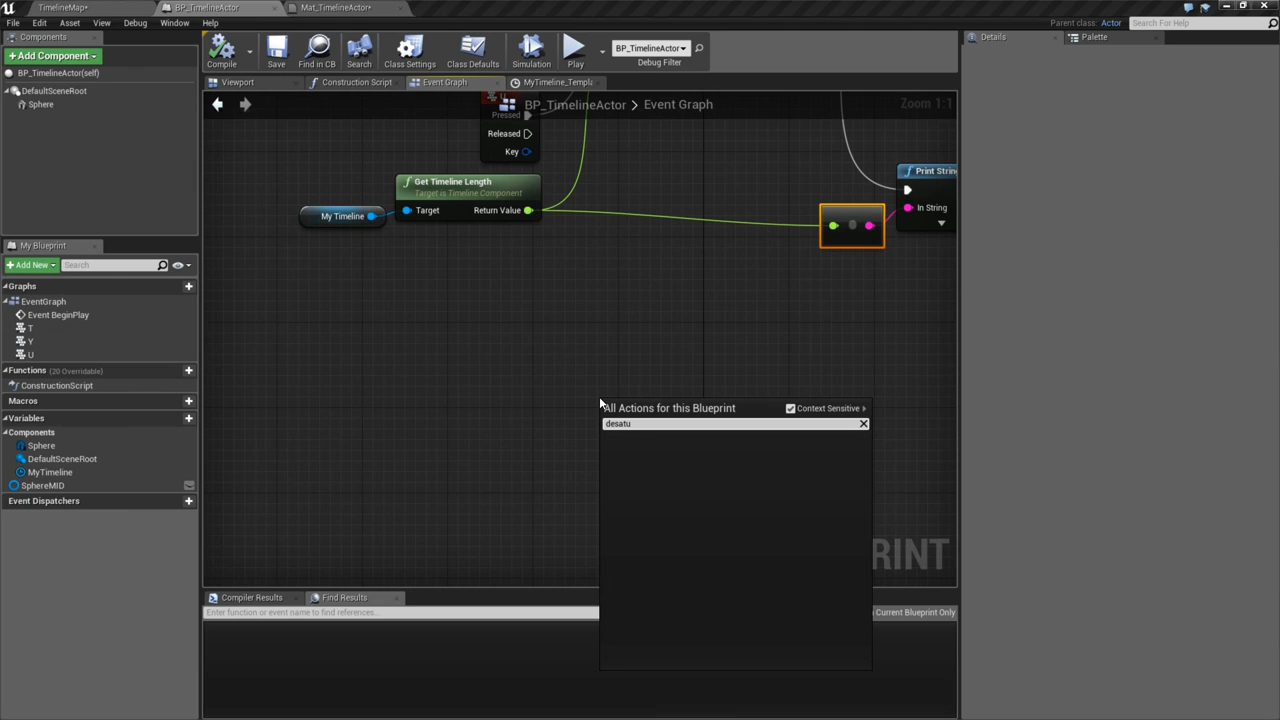 TimelineMap*
BP_TimelineActor
Mat_TimelineActor*
File Edit Asset View Debug Window Help
Parent class: Actor
Search For Help
Components
Add Component
BP_TimelineActor(self)
DefaultSceneRoot
Sphere
Compile
Save
Find in CB
Search
Class Settings
Class Defaults
Simulation
Play
BP_TimelineActor
Debug Filter
Details
Palette
Viewport
Construction Script
Event Graph
MyTimeline_Templ
BP_TimelineActor > Event Graph
Zoom 1:1
Pressed
Released
Key
Get Timeline Length
Target is Timeline Component
Target
Return Value
My Timeline
Print Strin
In String
My Blueprint
Add New
Search
Graphs
EventGraph
Event BeginPlay
T
Y
U
Functions (20 Overridable)
ConstructionScript
Macros
Variables
Components
Sphere
DefaultSceneRoot
MyTimeline
SphereMID
Event Dispatchers
All Actions for this Blueprint
Context Sensitive
desatu
RINT
Compiler Results
Find Results
Enter function or event name to find references...
Current Blueprint Only